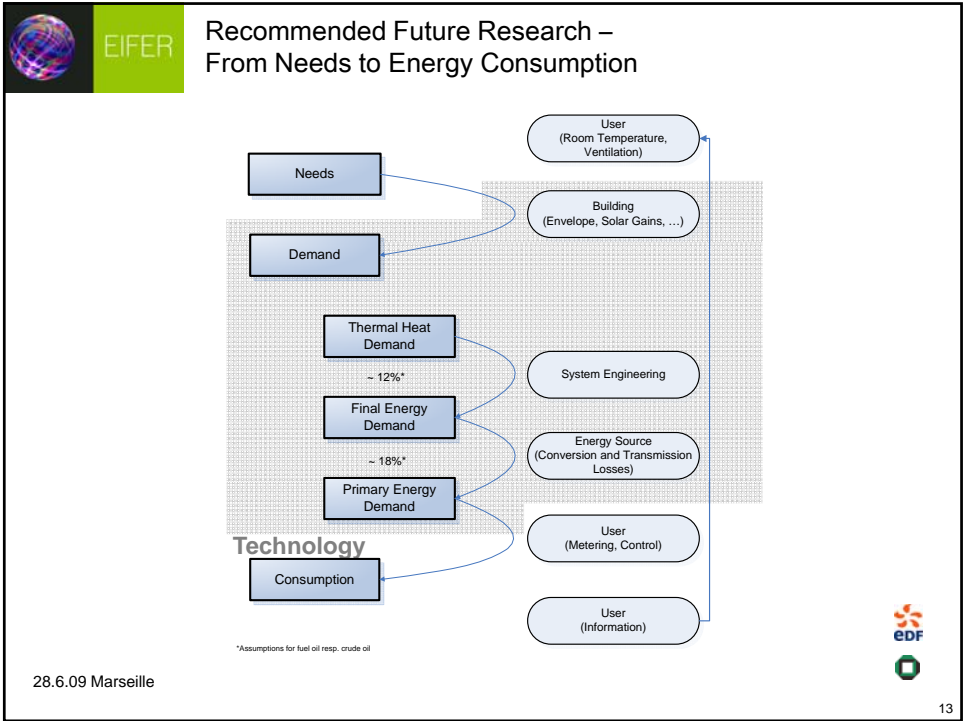 EIFER
Recommended Future Research –
From Needs to Energy Consumption
User
(Room Temperature,
Ventilation)
Needs
Building
(Envelope, Solar Gains, …)
Demand
Thermal Heat
Demand
~ 12%*
System Engineering
Final Energy
Demand
~ 18%*
Energy Source
(Conversion and Transmission
Losses)
Primary Energy
Demand
Technology
User
(Metering, Control)
Consumption
User
(Information)
*Assumptions for fuel oil resp. crude oil
eDF
28.6.09 Marseille
13